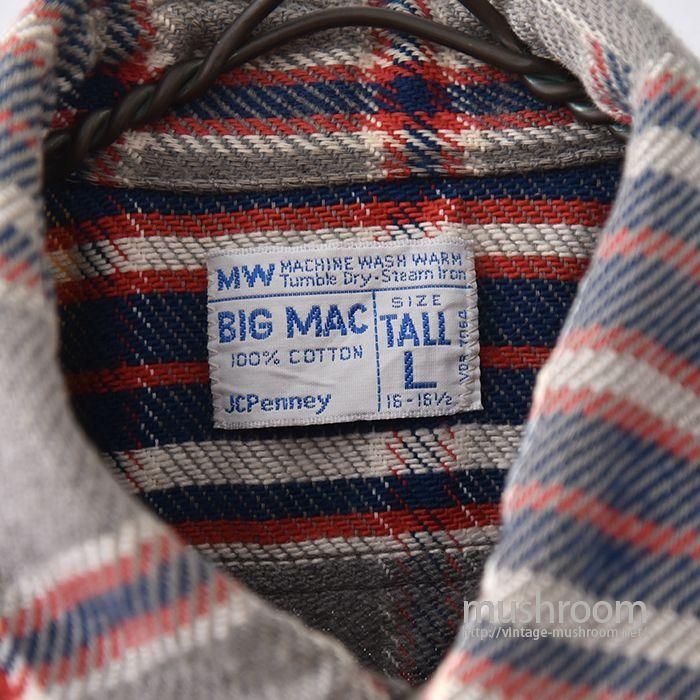 MW MACHINE WASH WARM
Tumble Dry - Steam Iron
BIG MAC
100% COTTON
JCPenney
SIZE
TALL
L
16 - 16½
mushroom
http://vintage-mushroom.net/